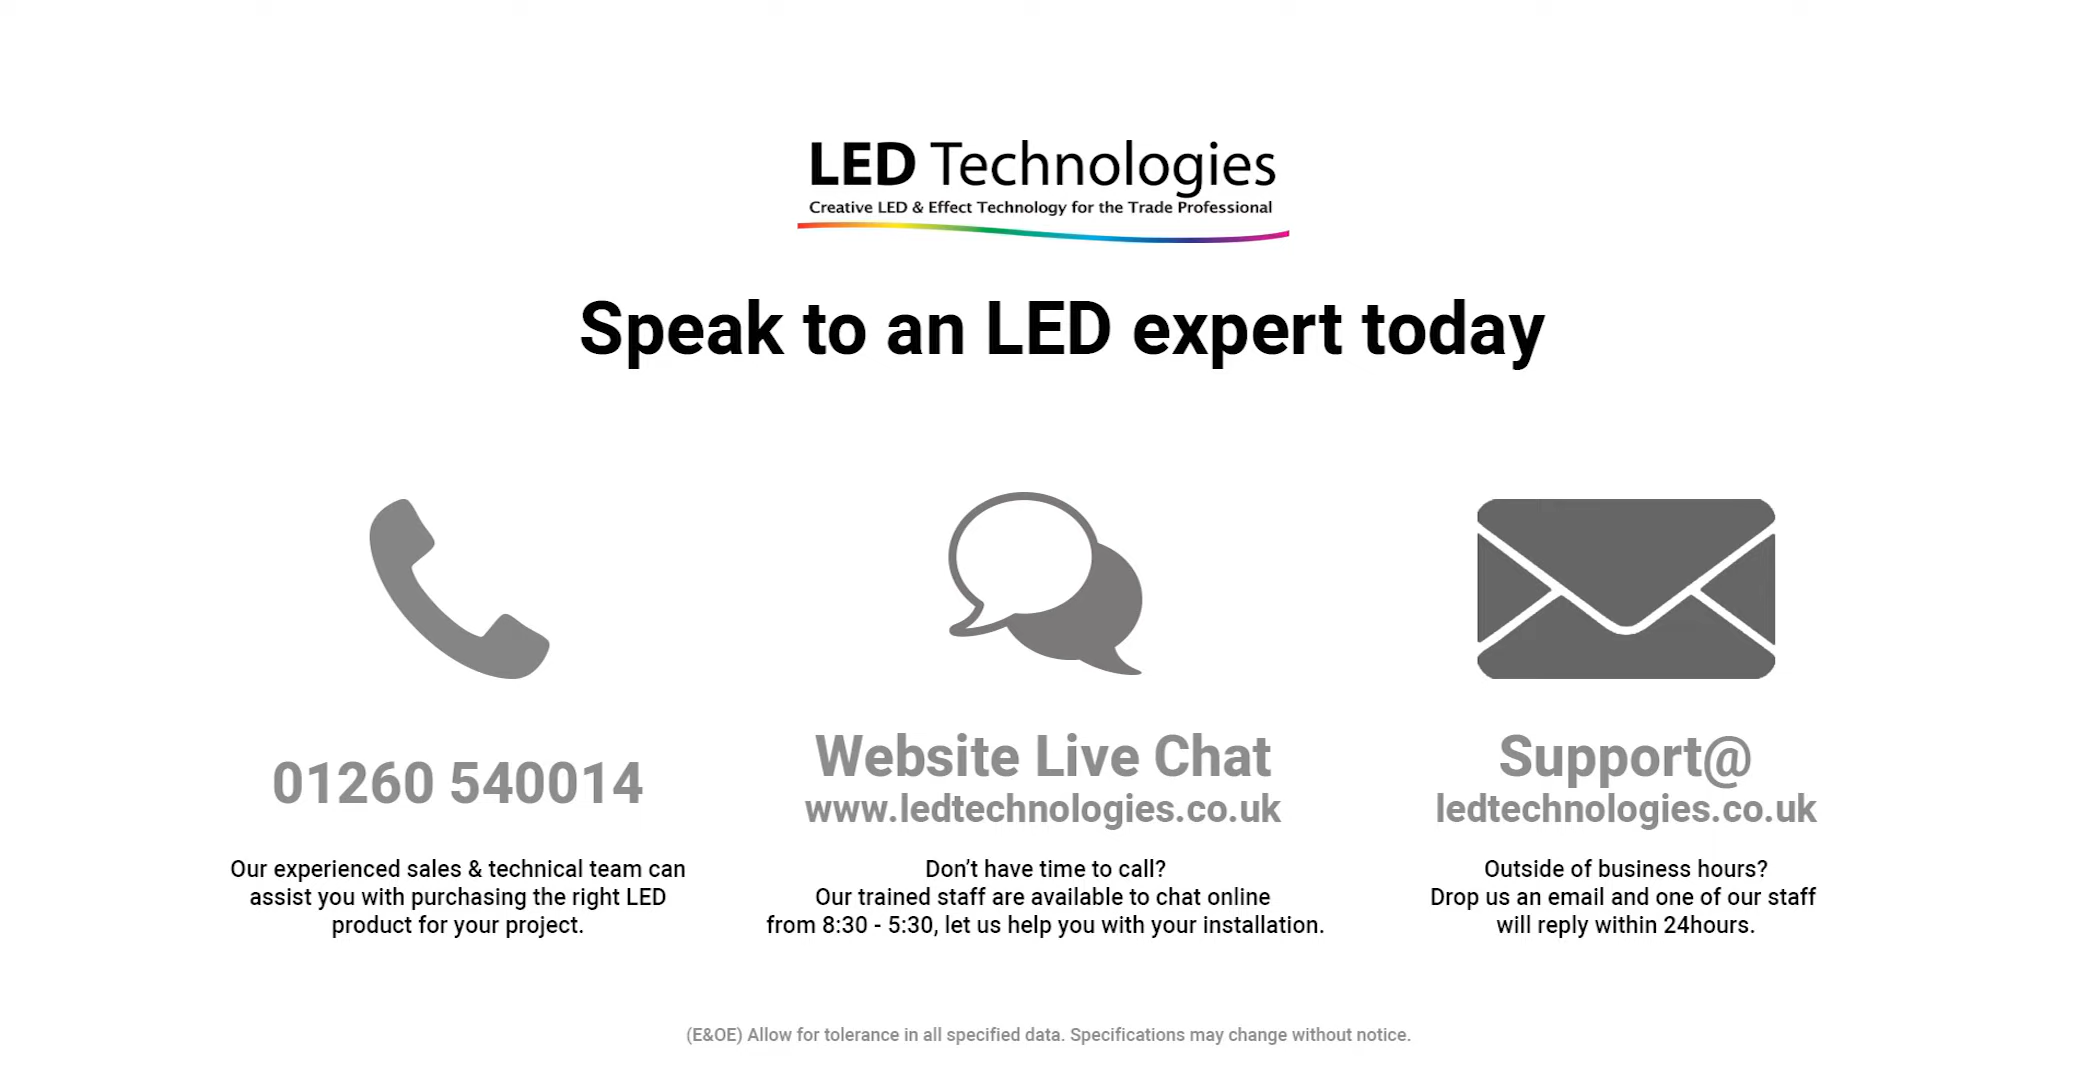 LED Technologies
Creative LED & Effect Technology for the Trade Professional
Speak to an LED expert today
01260 540014
Our experienced sales & technical team can
assist you with purchasing the right LED
product for your project.
Website Live Chat
www.ledtechnologies.co.uk
Don’t have time to call?
Our trained staff are available to chat online
from 8:30 - 5:30, let us help you with your installation.
Support@
ledtechnologies.co.uk
Outside of business hours?
Drop us an email and one of our staff
will reply within 24hours.
(E&OE) Allow for tolerance in all specified data. Specifications may change without notice.